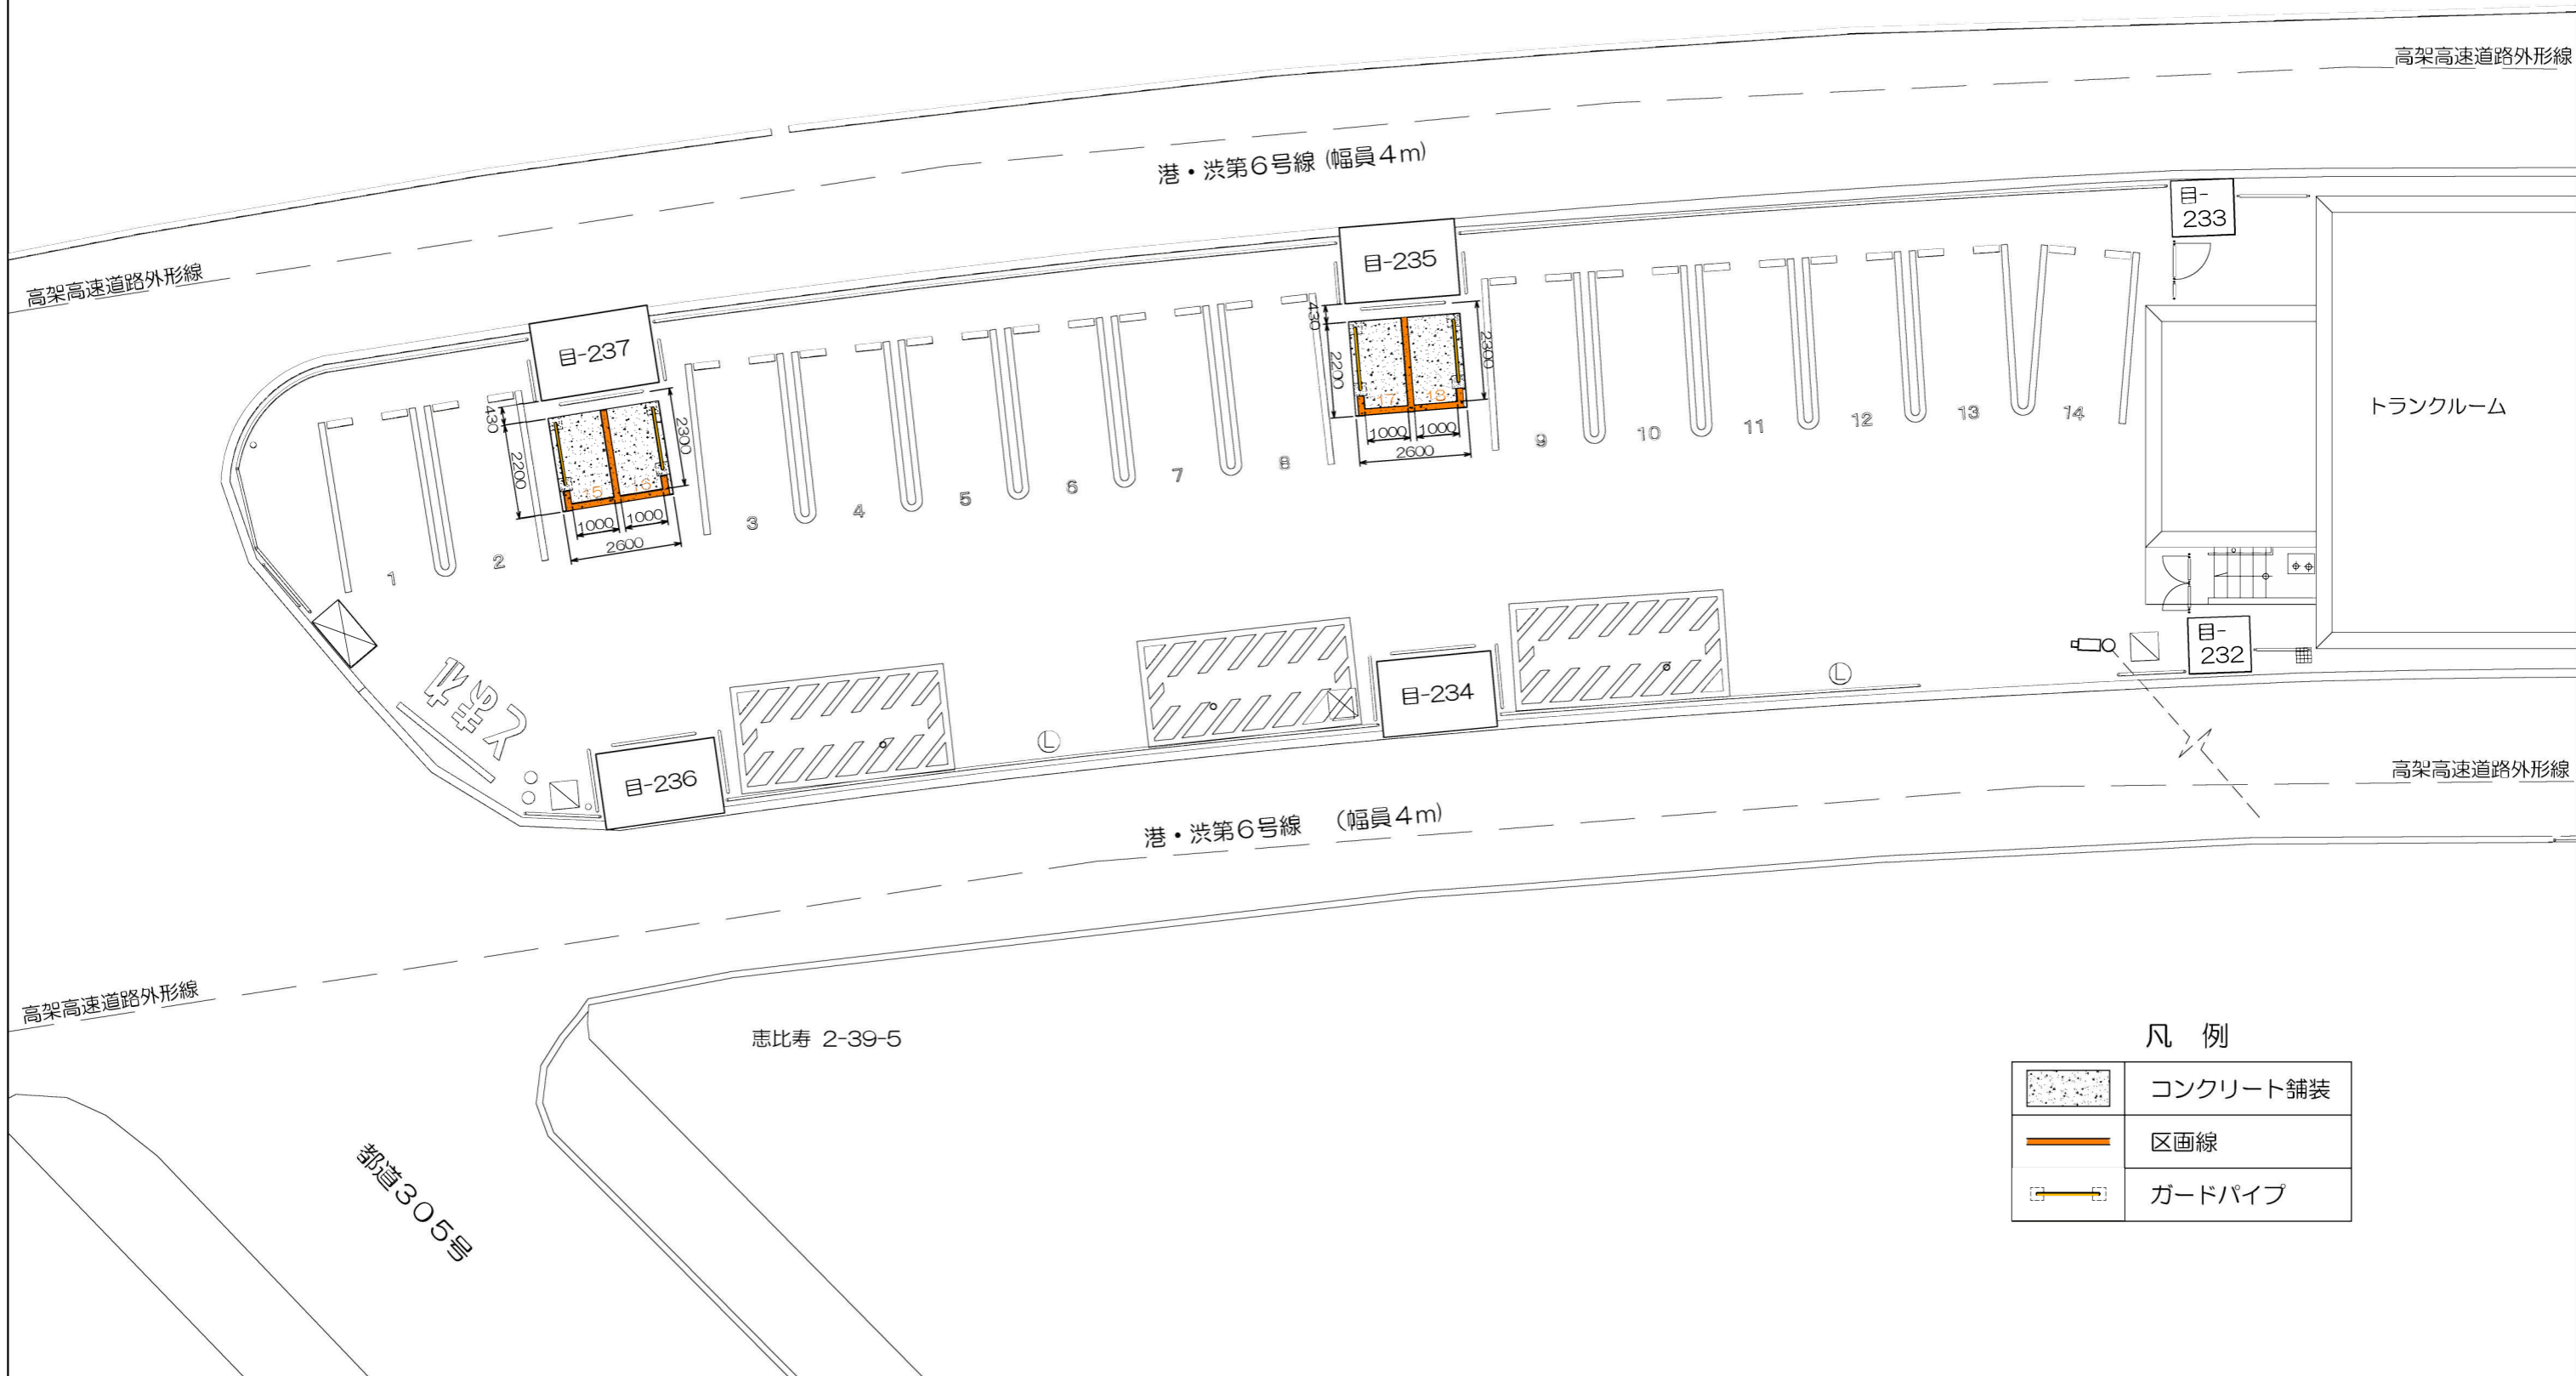 高架高速道路外形線
港・渋第6号線 (幅員4m)
目-
233
目-235
高架高速道路外形線
目-237
430
2200
2300
15
16
1000
1000
2600
430
2200
2300
17
18
1000
1000
2600
1
2
3
4
5
6
7
8
9
10
11
12
13
14
トランクルーム
目-
232
目-234
L
L
目-236
高架高速道路外形線
港・渋第6号線 (幅員4m)
高架高速道路外形線
恵比寿 2-39-5
都道305号
凡 例
コンクリート舗装
区画線
ガードパイプ